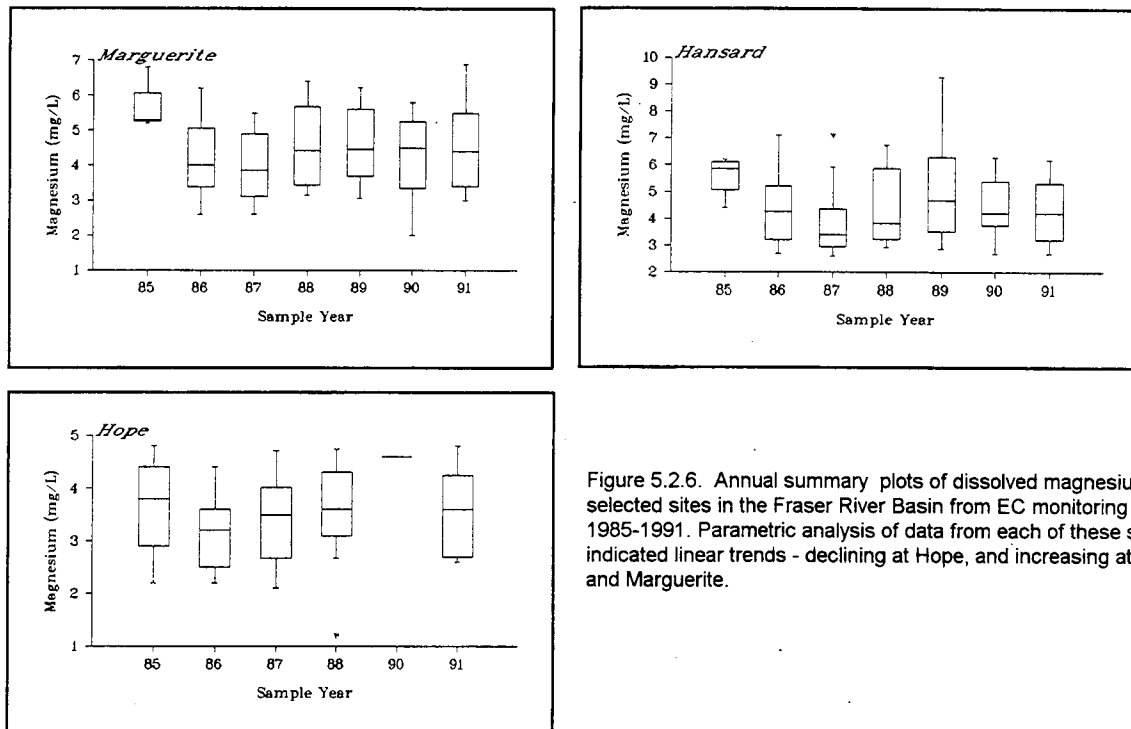 Marguerite
7
6
5
4
3
2
1
Magnesium (mg/L)
85 86 87 88 89 90 91
Sample Year
Hansard
10
9
8
7
6
5
4
3
2
Magnesium (mg/L)
85 86 87 88 89 90 91
Sample Year
Hope
5
4
3
2
1
Magnesium (mg/L)
85 86 87 88 90 91
Sample Year
Figure 5.2.6. Annual summary plots of dissolved magnesiu
selected sites in the Fraser River Basin from EC monitoring
1985-1991. Parametric analysis of data from each of these s
indicated linear trends - declining at Hope, and increasing at
and Marguerite.